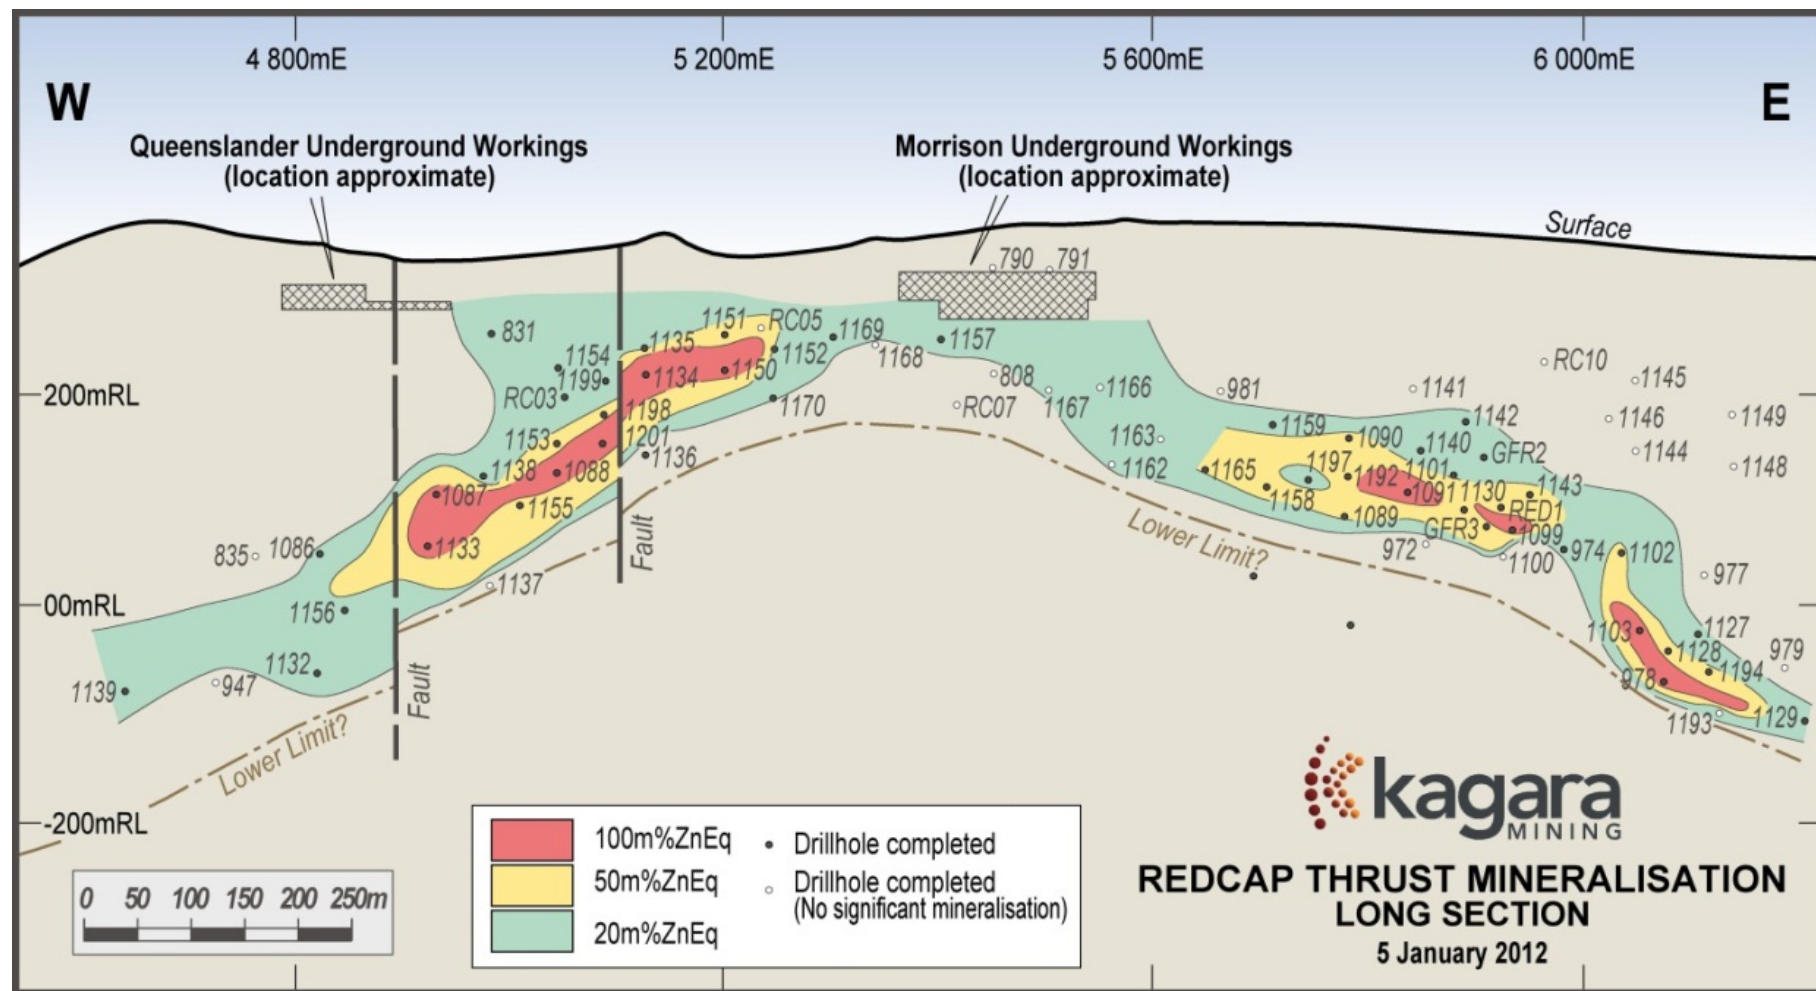 4 800mE
5 200mE
5 600mE
6 000mE
W
E
Queenslander Underground Workings
(location approximate)
Morrison Underground Workings
(location approximate)
Surface
790
791
831
1154
1199
RC03
1135
1151
RC05
1152
1134
1150
1169
1168
1157
1170
1198
1201
1136
1153
1138
1088
1087
1155
1133
1137
835
1086
1156
1132
947
1139
808
RC07
1167
1166
1163
1162
981
1141
RC10
1145
1146
1149
1144
1148
1159
1090
1142
1140
GFR2
1165
1197
1192
1101
1091
1130
1143
1158
1089
GFR3
RED1
1099
972
1100
974
1102
977
1103
1127
1128
979
978
1194
1193
1129
200mRL
00mRL
-200mRL
Fault
Fault
Lower Limit?
Lower Limit?
0 50 100 150 200 250m
100m%ZnEq
50m%ZnEq
20m%ZnEq
Drillhole completed
Drillhole completed
(No significant mineralisation)
kagara
MINING
REDCAP THRUST MINERALISATION
LONG SECTION
5 January 2012